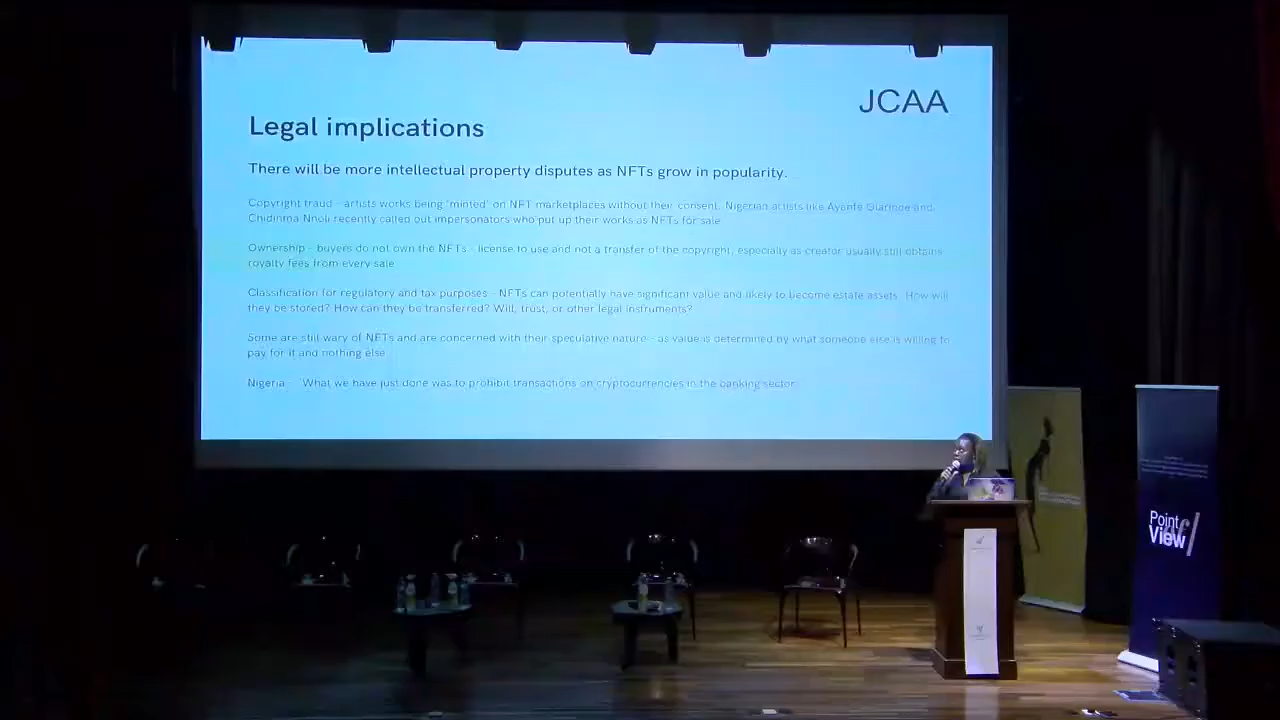 JCAA
Legal implications
There will be more intellectual property disputes as NFTs grow in popularity.
Copyright fraud - artists works being 'minted' on NFT marketplaces without their consent. Nigerian artists like Ayanfe Olarinde and
Chidinma Nnoli recently called out impersonators who put up their works as NFTs for sale
Ownership - buyers do not own the NFTs - license to use and not a transfer of the copyright, especially as creator usually still obtains
royalty fees from every sale
Classification for regulatory and tax purposes - NFTs can potentially have significant value and likely to become estate assets. How will
they be stored? How can they be transferred? Will, trust, or other legal instruments?
Some are still wary of NFTs and are concerned with their speculative nature - as value is determined by what someone else is willing to
pay for it and nothing else
Nigeria - "What we have just done was to prohibit transactions on cryptocurrencies in the banking sector
Point
of
View